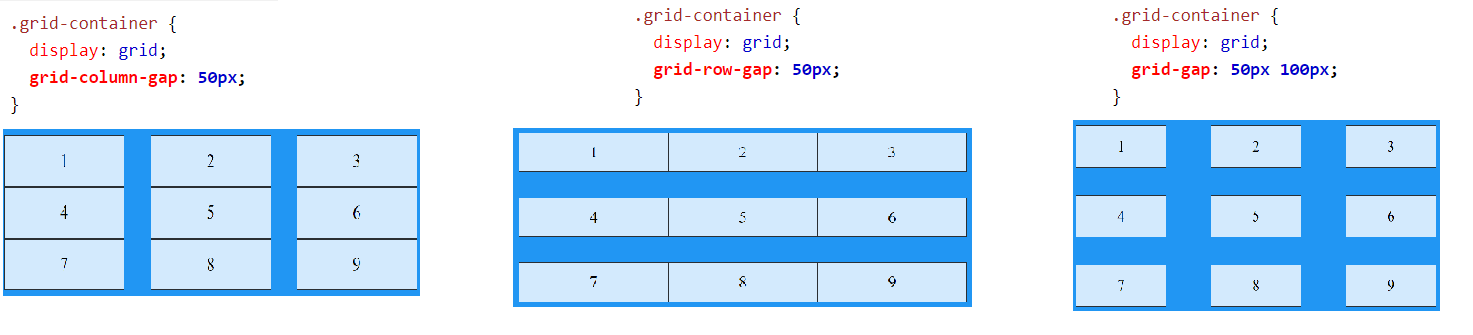 .grid-container {
  display: grid;
  grid-column-gap: 50px;
}
1 2 3
4 5 6
7 8 9
.grid-container {
  display: grid;
  grid-row-gap: 50px;
}
1 2 3
4 5 6
7 8 9
.grid-container {
  display: grid;
  grid-gap: 50px 100px;
}
1 2 3
4 5 6
7 8 9